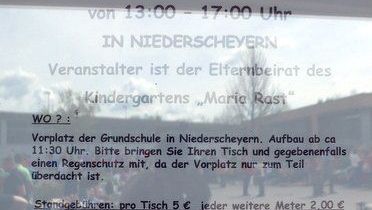 von 13:00 - 17:00 Uhr
IN NIEDERSCHEYERN
Veranstalter ist der Elternbeirat des
Kindergartens „Maria Rast"
WO ? :
Vorplatz der Grundschule in Niederscheyern. Aufbau ab ca
11:30 Uhr. Bitte bringen Sie Ihren Tisch und gegebenenfalls
einen Regenschutz mit, da der Vorplatz nur zum Teil
überdacht ist.
Standgebühren: pro Tisch 5 € jeder weitere Meter 2,00 €